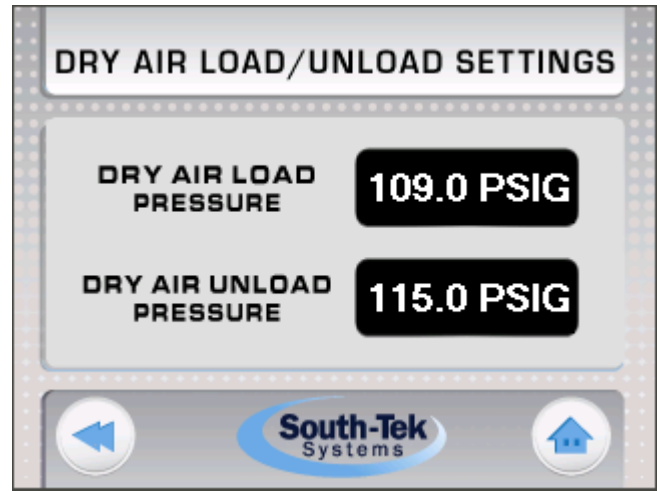 DRY AIR LOAD/UNLOAD SETTINGS
DRY AIR LOAD
PRESSURE
109.0 PSIG
DRY AIR UNLOAD
PRESSURE
115.0 PSIG
South-Tek
Systems